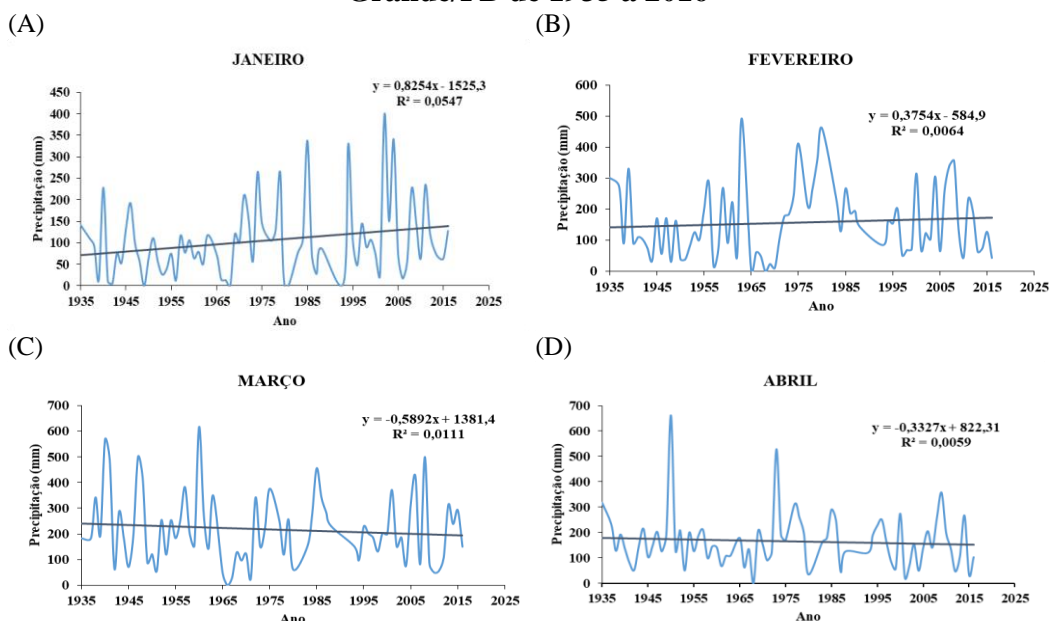 Grande/PB de 1935 a 2016
(A)
JANEIRO
y = 0,8254x - 1525,3
R² = 0,0547
Precipitação (mm)
450
400
350
300
250
200
150
100
50
0
1935 1945 1955 1965 1975 1985 1995 2005 2015 2025
Ano
(B)
FEVEREIRO
y = 0,3754x - 584,9
R² = 0,0064
Precipitação (mm)
600
500
400
300
200
100
0
1935 1945 1955 1965 1975 1985 1995 2005 2015 2025
Ano
(C)
MARÇO
y = -0,5892x + 1381,4
R² = 0,0111
Precipitação (mm)
700
600
500
400
300
200
100
0
1935 1945 1955 1965 1975 1985 1995 2005 2015 2025
Ano
(D)
ABRIL
y = -0,3327x + 822,31
R² = 0,0059
Precipitação (mm)
700
600
500
400
300
200
100
0
1935 1945 1955 1965 1975 1985 1995 2005 2015 2025
Ano